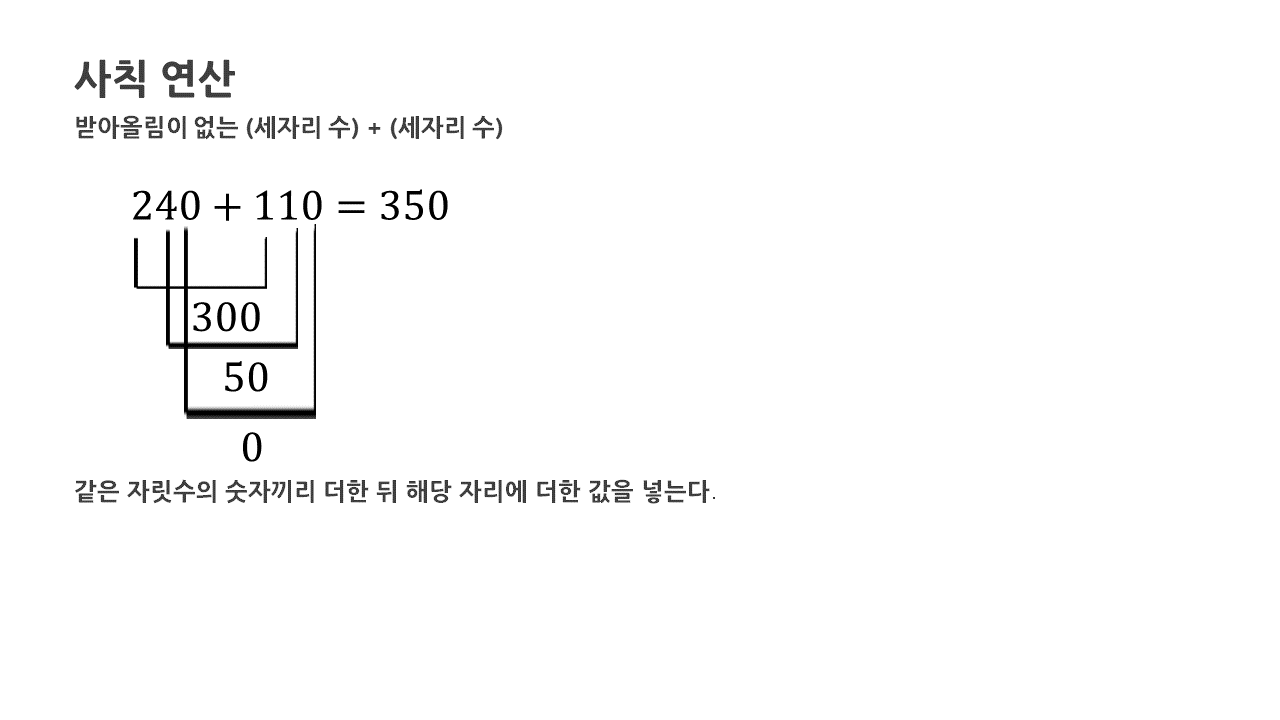 사칙 연산
받아올림이 없는 (세자리 수) + (세자리 수)
240 + 110 = 350
300
50
0
같은 자릿수의 숫자끼리 더한 뒤 해당 자리에 더한 값을 넣는다.